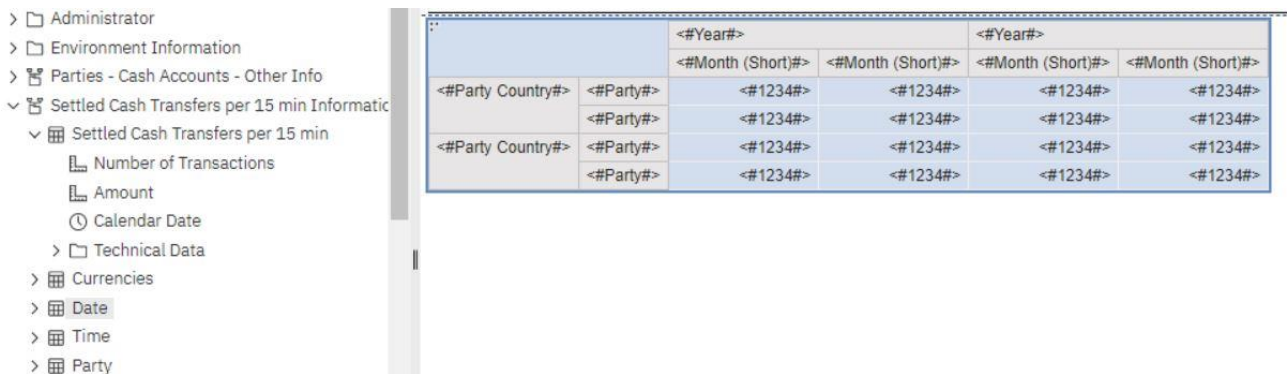 Administrator
Environment Information
Parties - Cash Accounts - Other Info
Settled Cash Transfers per 15 min Informatic
Settled Cash Transfers per 15 min
Number of Transactions
Amount
Calendar Date
Technical Data
Currencies
Date
Time
Party
<#Year#> <#Year#>
<#Month (Short)#> <#Month (Short)#> <#Month (Short)#> <#Month (Short)#>
<#Party Country#> <#Party#> <#1234#> <#1234#> <#1234#> <#1234#>
<#Party#> <#1234#> <#1234#> <#1234#> <#1234#>
<#Party Country#> <#Party#> <#1234#> <#1234#> <#1234#> <#1234#>
<#Party#> <#1234#> <#1234#> <#1234#> <#1234#>